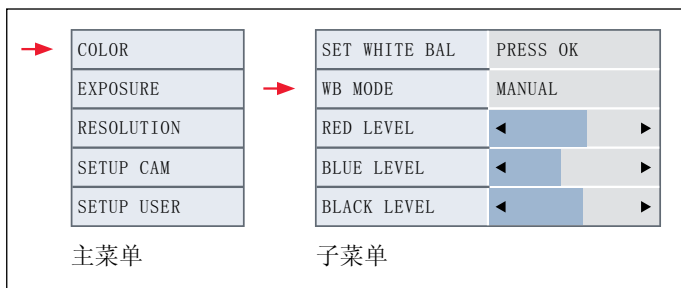 COLOR
EXPOSURE
RESOLUTION
SETUP CAM
SETUP USER
主菜单
SET WHITE BAL PRESS OK
WB MODE MANUAL
RED LEVEL
BLUE LEVEL
BLACK LEVEL
子菜单